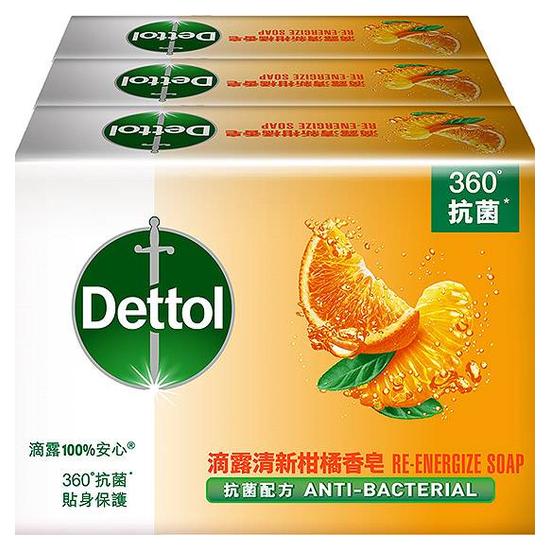 Dettol
滴露清新柑橘香皂
RE-ENERGIZE SOAP
Dettol
滴露清新柑橘香皂
RE-ENERGIZE SOAP
Dettol
滴露清新柑橘香皂
RE-ENERGIZE SOAP
360°
抗菌*
Dettol
滴露100%安心®
360°抗菌*
貼身保護
滴露清新柑橘香皂 RE-ENERGIZE SOAP
抗菌配方 ANTI-BACTERIAL